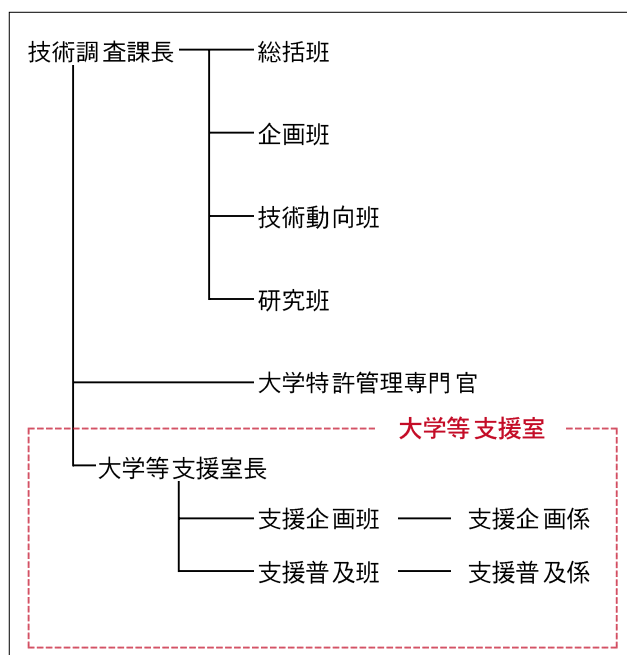 技術調査課長 総括班
企画班
技術動向班
研究班
大学特許管理専門官
大学等支援室
大学等支援室長
支援企画班 支援企画係
支援普及班 支援普及係